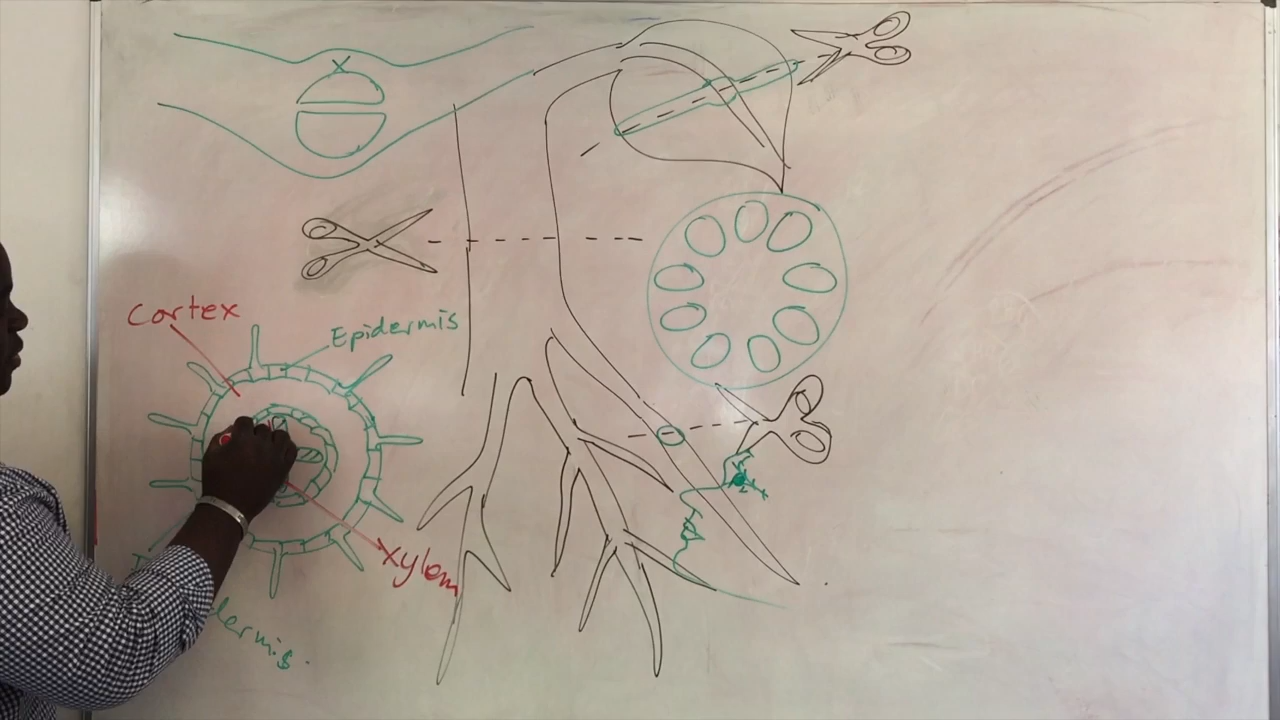 x
Cortex
Epidermis
Xylem
dermis.